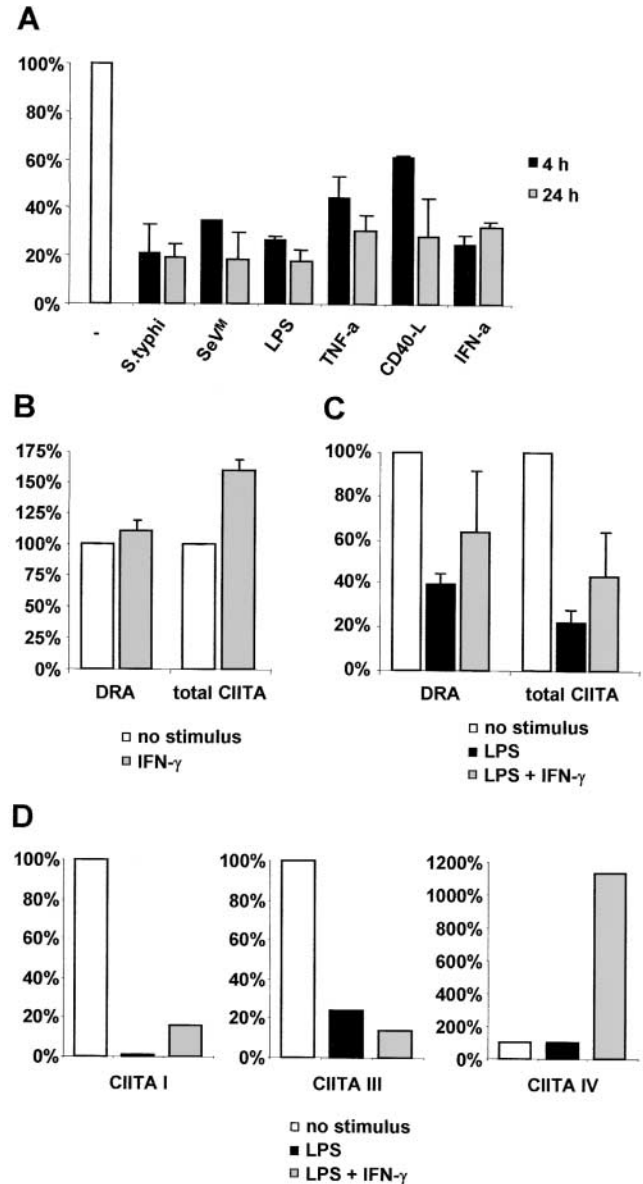 A
100%
80%
60%
40%
20%
0%
4 h
24 h
-
S.typhi
SeVM
LPS
TNF-a
CD40-L
IFN-a
B
175%
150%
125%
100%
75%
50%
25%
0%
DRA
total CIITA
no stimulus
IFN-γ
C
100%
80%
60%
40%
20%
0%
DRA
total CIITA
no stimulus
LPS
LPS + IFN-γ
D
100%
80%
60%
40%
20%
0%
CIITA I
100%
80%
60%
40%
20%
0%
CIITA III
1200%
1000%
800%
600%
400%
200%
0%
CIITA IV
no stimulus
LPS
LPS + IFN-γ